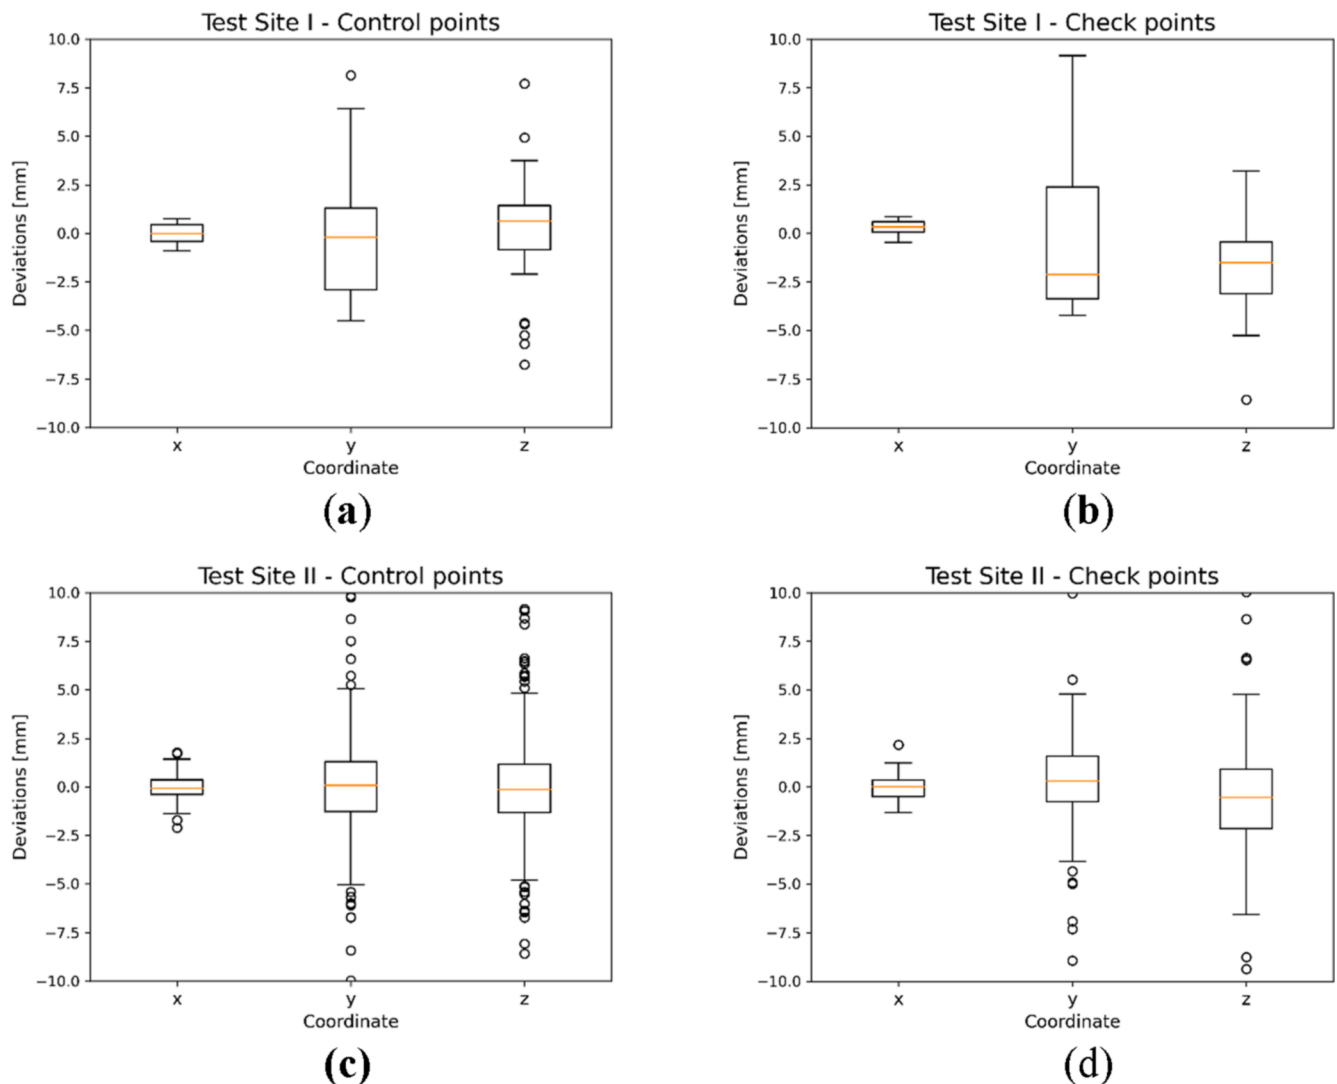 Test Site I - Control points
10.0
7.5
5.0
2.5
0.0
−2.5
−5.0
−7.5
−10.0
Deviations [mm]
x y z
Coordinate
(a)
Test Site I - Check points
10.0
7.5
5.0
2.5
0.0
−2.5
−5.0
−7.5
−10.0
Deviations [mm]
x y z
Coordinate
(b)
Test Site II - Control points
10.0
7.5
5.0
2.5
0.0
−2.5
−5.0
−7.5
−10.0
Deviations [mm]
x y z
Coordinate
(c)
Test Site II - Check points
10.0
7.5
5.0
2.5
0.0
−2.5
−5.0
−7.5
−10.0
Deviations [mm]
x y z
Coordinate
(d)